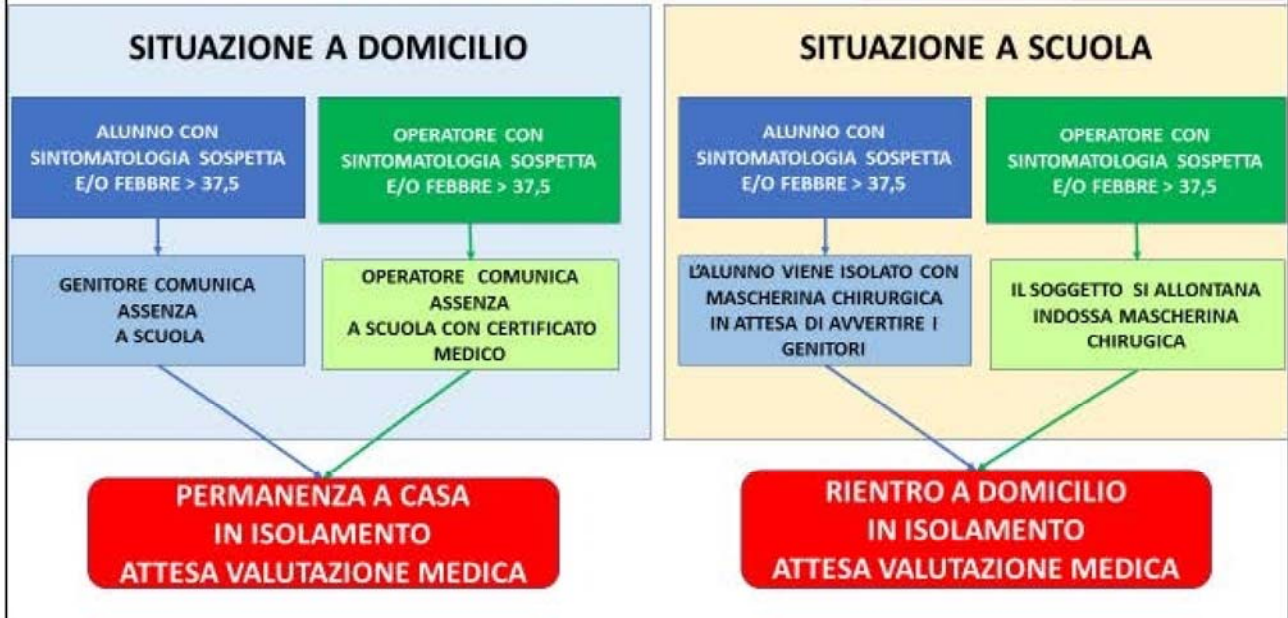 SITUAZIONE A DOMICILIO
ALUNNO CON
SINTOMATOLOGIA SOSPETTA
E/O FEBBRE > 37,5
OPERATORE CON
SINTOMATOLOGIA SOSPETTA
E/O FEBBRE > 37,5
GENITORE COMUNICA
ASSENZA
A SCUOLA
OPERATORE COMUNICA
ASSENZA
A SCUOLA CON CERTIFICATO
MEDICO
PERMANENZA A CASA
IN ISOLAMENTO
ATTESA VALUTAZIONE MEDICA
SITUAZIONE A SCUOLA
ALUNNO CON
SINTOMATOLOGIA SOSPETTA
E/O FEBBRE > 37,5
OPERATORE CON
SINTOMATOLOGIA SOSPETTA
E/O FEBBRE > 37,5
L'ALUNNO VIENE ISOLATO CON
MASCHERINA CHIRURGICA
IN ATTESA DI AVVERTIRE I
GENITORI
IL SOGGETTO SI ALLONTANA
INDOSSA MASCHERINA
CHIRUGICA
RIENTRO A DOMICILIO
IN ISOLAMENTO
ATTESA VALUTAZIONE MEDICA